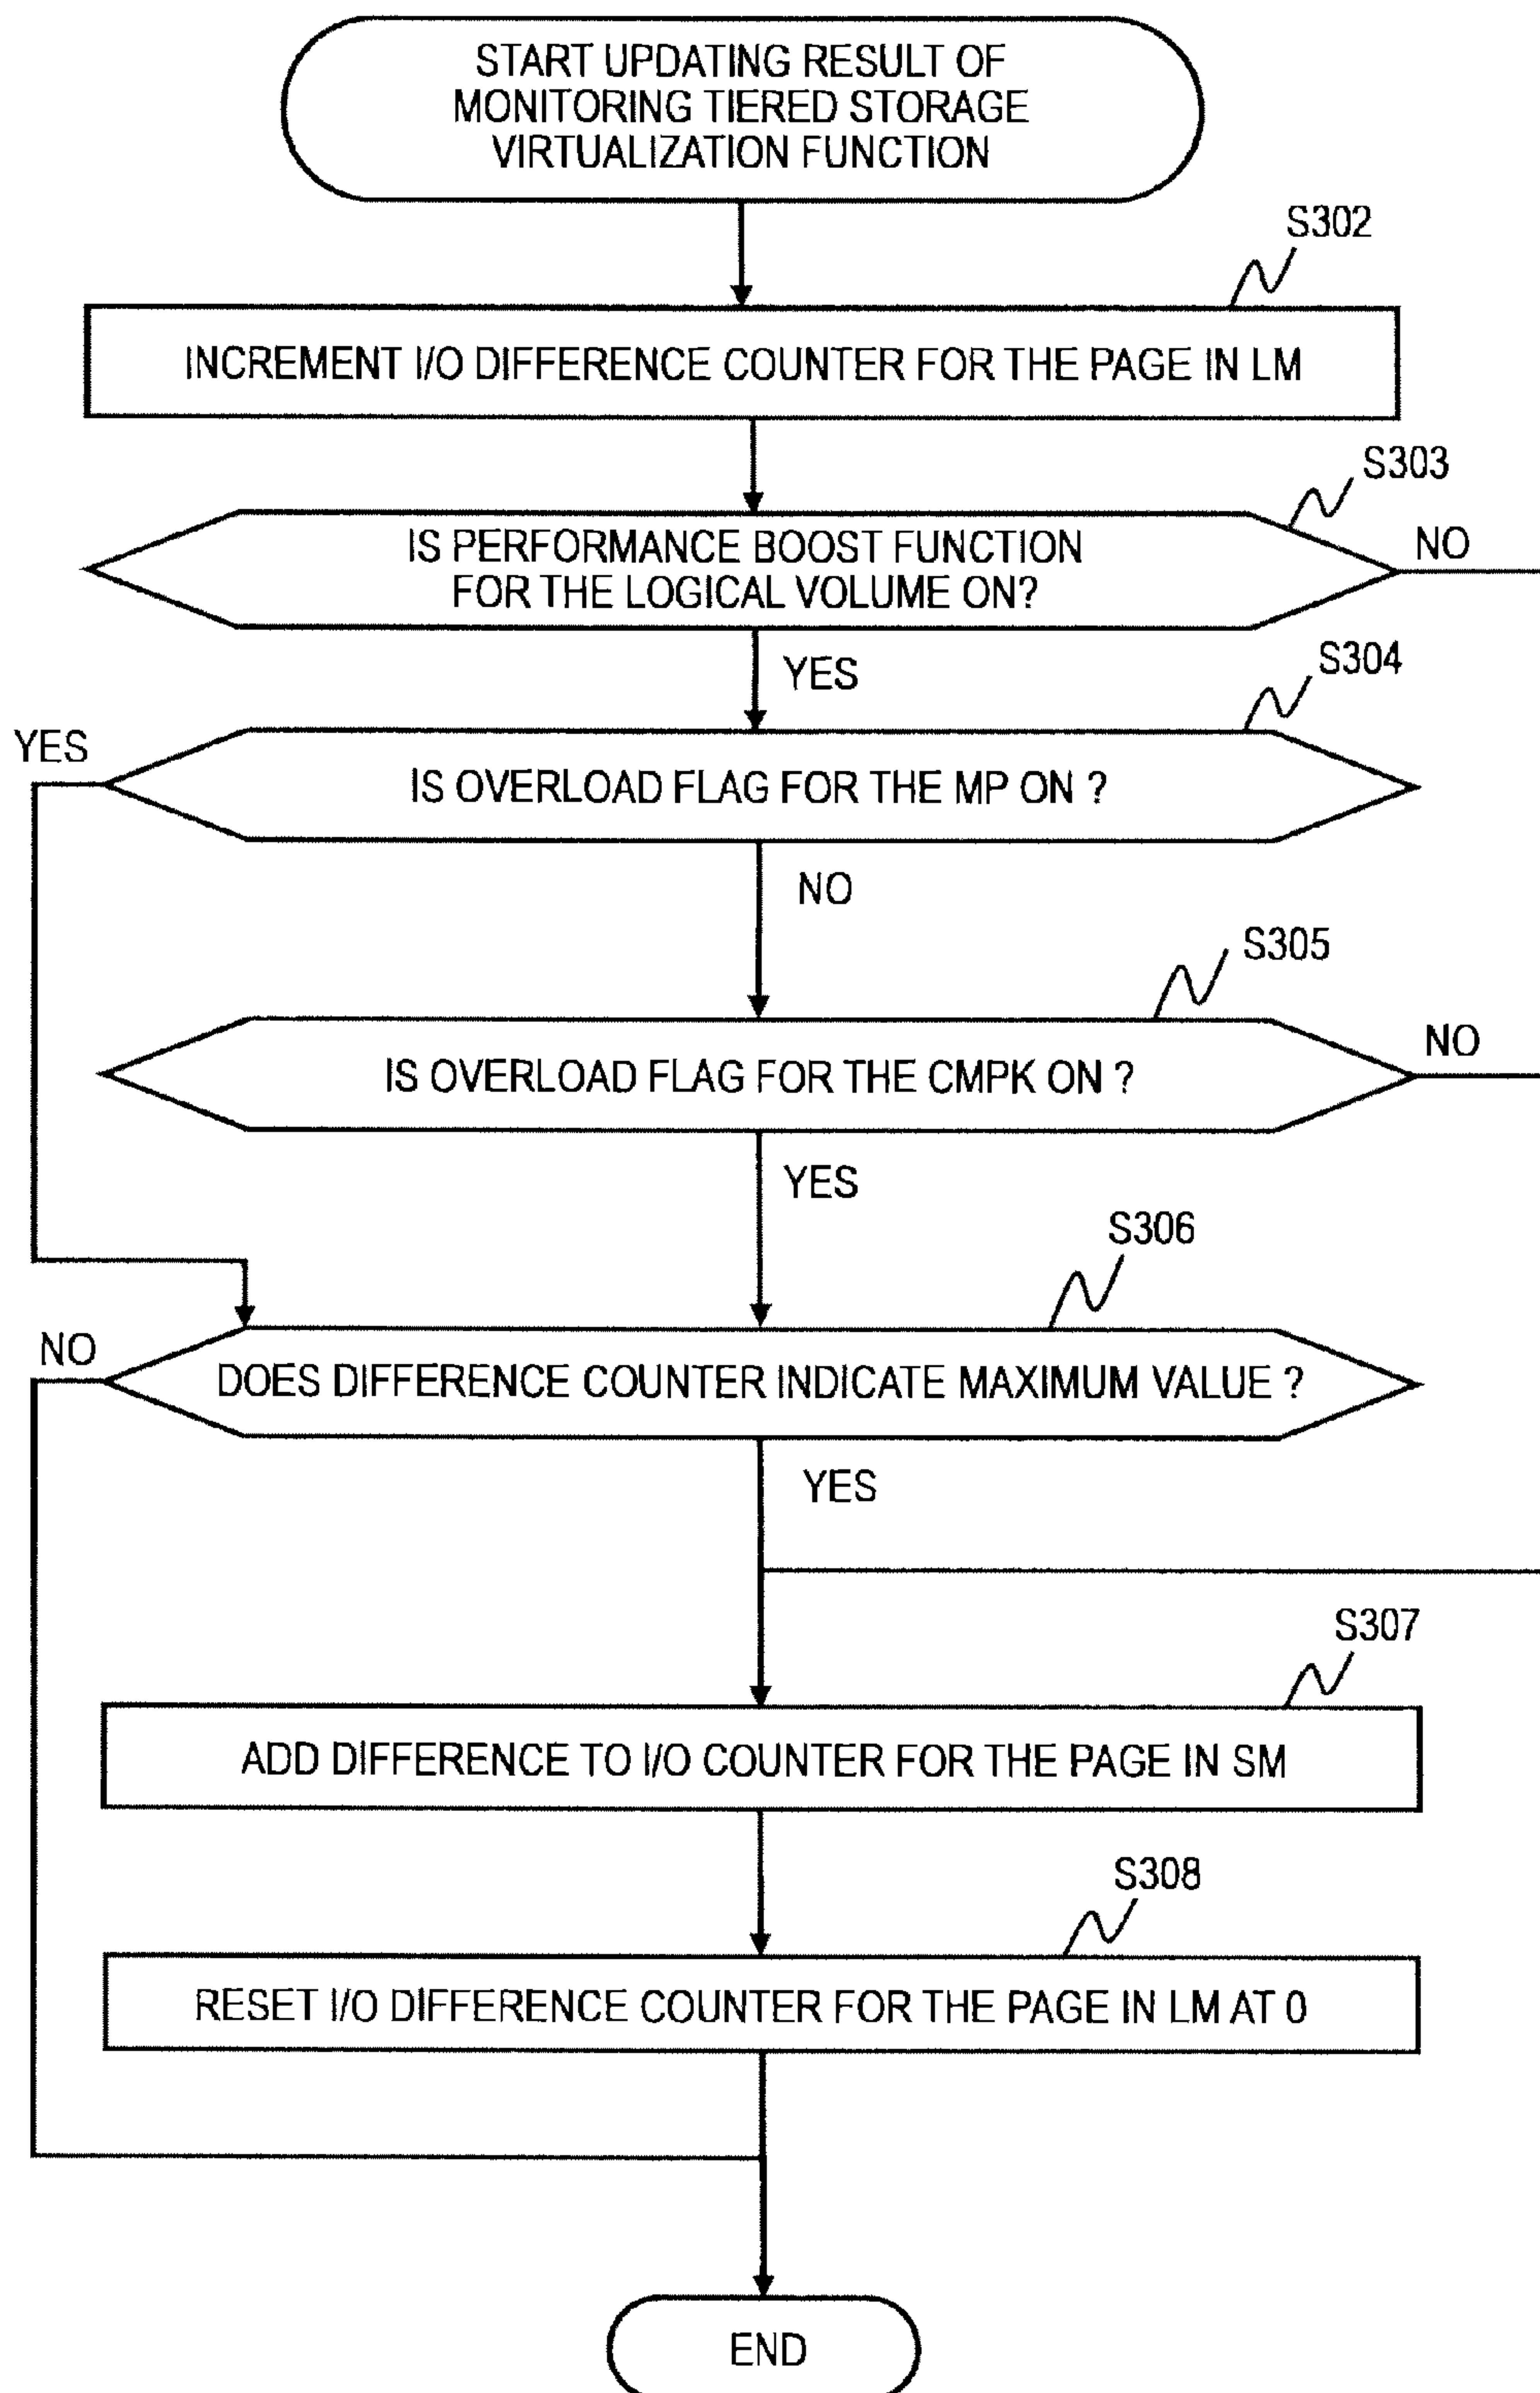 START UPDATING RESULT OF
MONITORING TIERED STORAGE
VIRTUALIZATION FUNCTION
S302
INCREMENT I/O DIFFERENCE COUNTER FOR THE PAGE IN LM
S303
IS PERFORMANCE BOOST FUNCTION
FOR THE LOGICAL VOLUME ON?
NO
YES
S304
YES
IS OVERLOAD FLAG FOR THE MP ON ?
NO
S305
IS OVERLOAD FLAG FOR THE CMPK ON ?
NO
YES
S306
NO
DOES DIFFERENCE COUNTER INDICATE MAXIMUM VALUE ?
YES
S307
ADD DIFFERENCE TO I/O COUNTER FOR THE PAGE IN SM
S308
RESET I/O DIFFERENCE COUNTER FOR THE PAGE IN LM AT 0
END